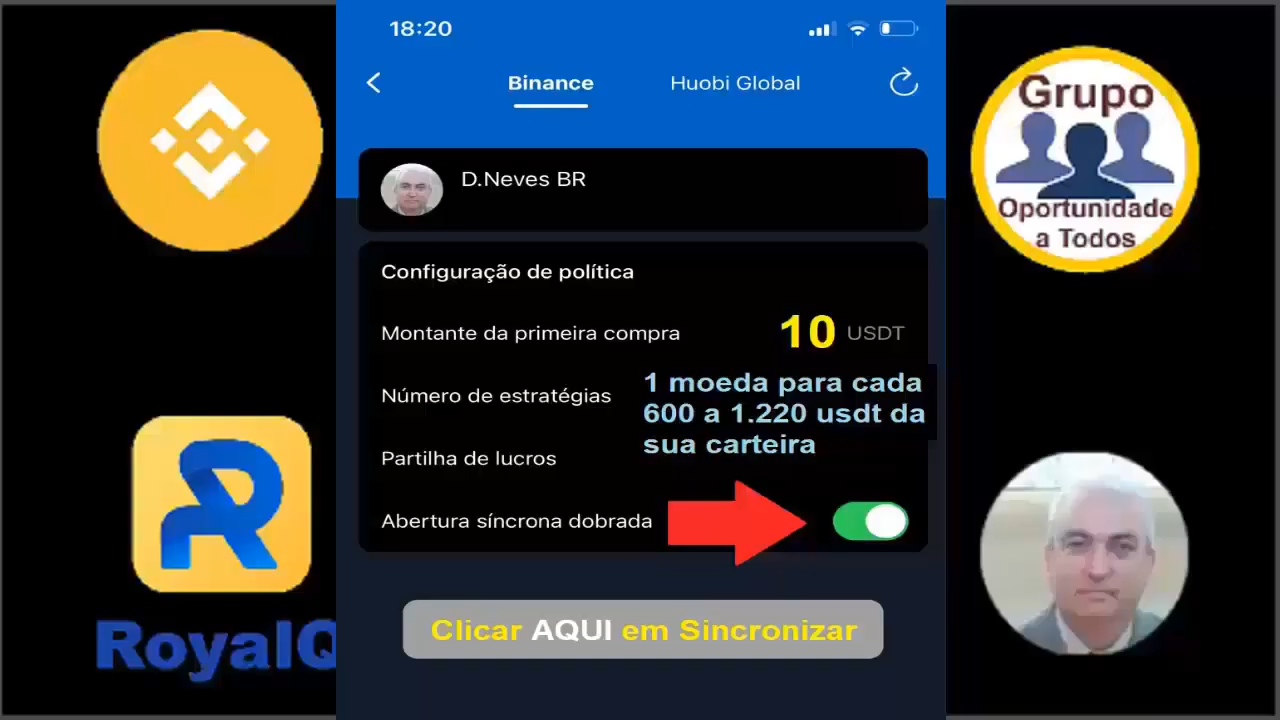 18:20
Binance
Huobi Global
Grupo
Oportunidade
a Todos
D.Neves BR
Configuração de política
Montante da primeira compra
10 USDT
Número de estratégias
1 moeda para cada
600 a 1.220 usdt da
sua carteira
Partilha de lucros
Abertura síncrona dobrada
Clicar AQUI em Sincronizar
RoyalQ